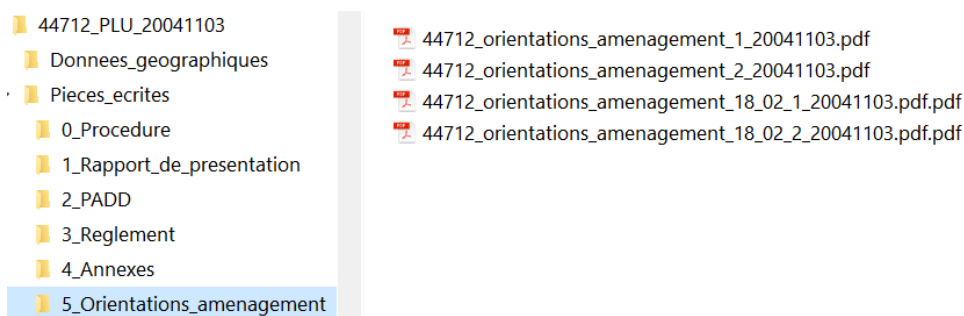 44712_PLU_20041103
Donnees_geographiques
Pieces_ecrites
0_Procedure
1_Rapport_de_presentation
2_PADD
3_Reglement
4_Annexes
5_Orientations_amenagement
44712_orientations_amenagement_1_20041103.pdf
44712_orientations_amenagement_2_20041103.pdf
44712_orientations_amenagement_18_02_1_20041103.pdf.pdf
44712_orientations_amenagement_18_02_2_20041103.pdf.pdf